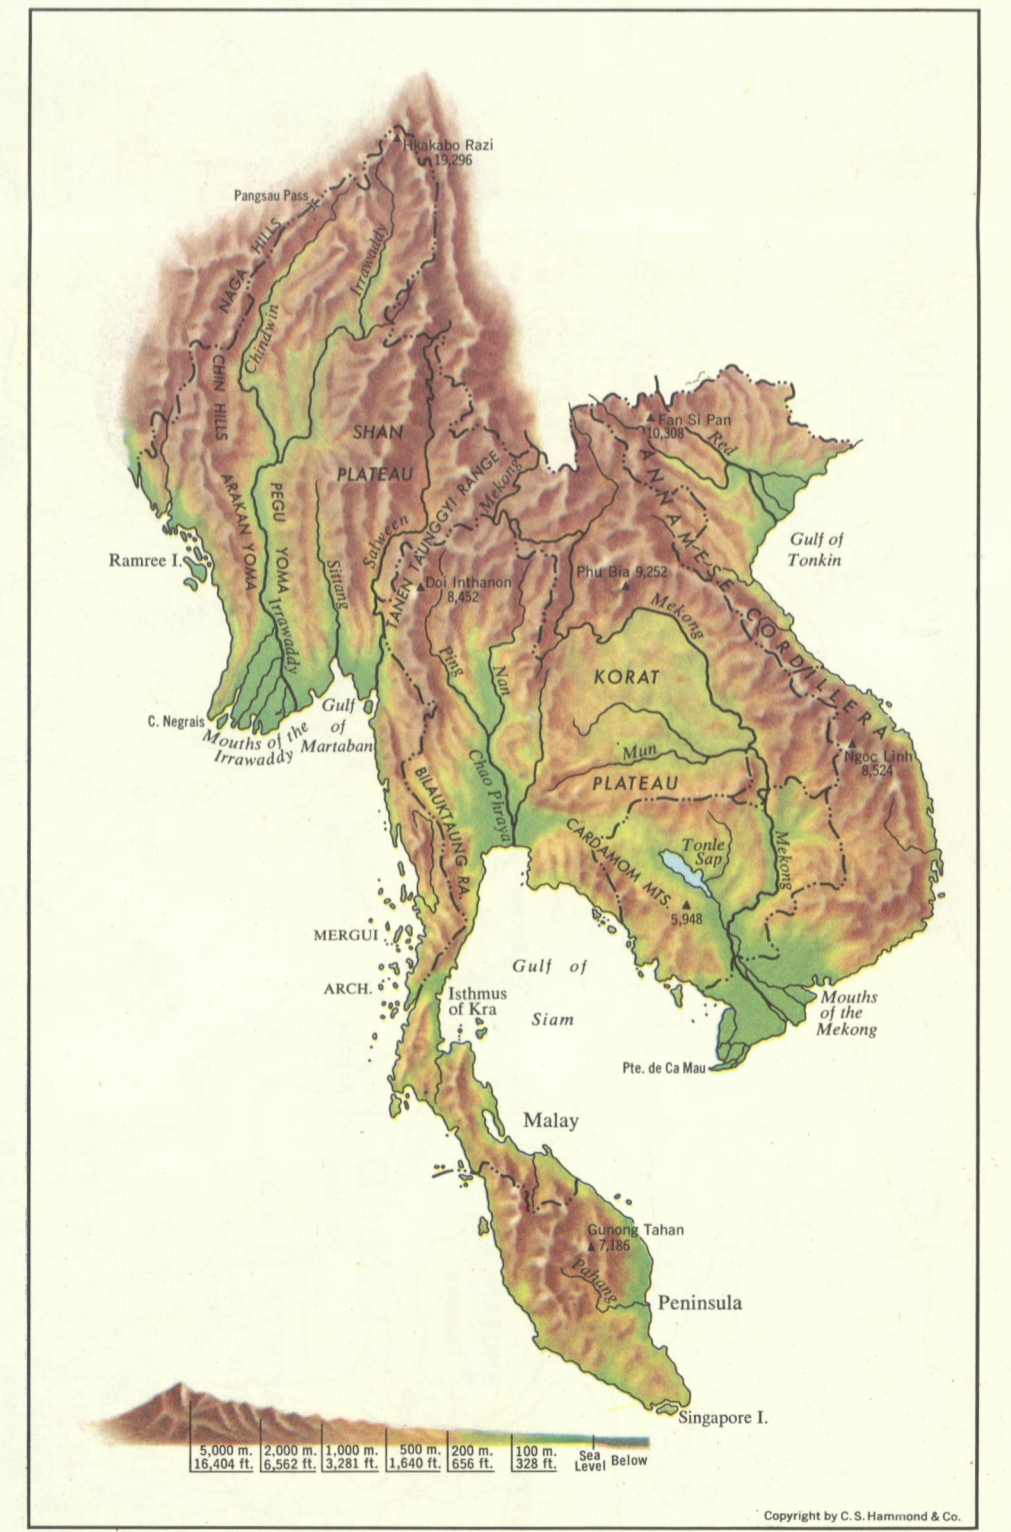 Hkakabo Razi
19,296
Pangsau Pass
NAGA HILLS
Irrawaddy
Chindwin
CHIN HILLS
SHAN
PLATEAU
Fan Si Pan
10,308
Red
ANNAMESE CORDILLERA
ARAKAN YOMA
PEGU YOMA
TANEN TAUNGGYI RANGE
Mekong
Salween
Gulf of
Tonkin
Ramree I.
Sittang
Doi Inthanon
8,452
Phu Bia 9,252
Mekong
Irrawaddy
Ping
Nan
KORAT
C. Negrais
Mouths of the
Irrawaddy
Gulf
of
Martaban
Mun
PLATEAU
Ngoc Linh
8,524
Chao Phraya
BILAUKTAUNG RA.
CARDAMOM MTS.
Tonle
Sap
Mekong
5,948
MERGUI
ARCH.
Gulf of
Siam
Isthmus
of Kra
Mouths
of the
Mekong
Pte. de Ca Mau
Malay
Gunong Tahan
7,186
Pahang
Peninsula
Singapore I.
5,000 m. 2,000 m. 1,000 m. 500 m. 200 m. 100 m. Sea Below
16,404 ft. 6,562 ft. 3,281 ft. 1,640 ft. 656 ft. 328 ft. Level
Copyright by C. S. Hammond & Co.